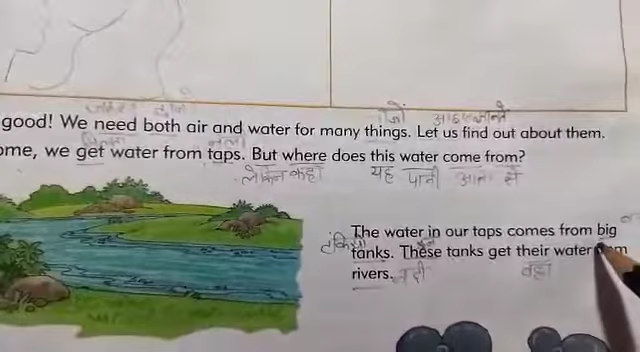 good! We need both air and water for many things. Let us find out about them.
ome, we get water from taps. But where does this water come from?
लेकिन कहा यह पानी आता से
The water in our taps comes from big
tanks. These tanks get their water
rivers. नदी